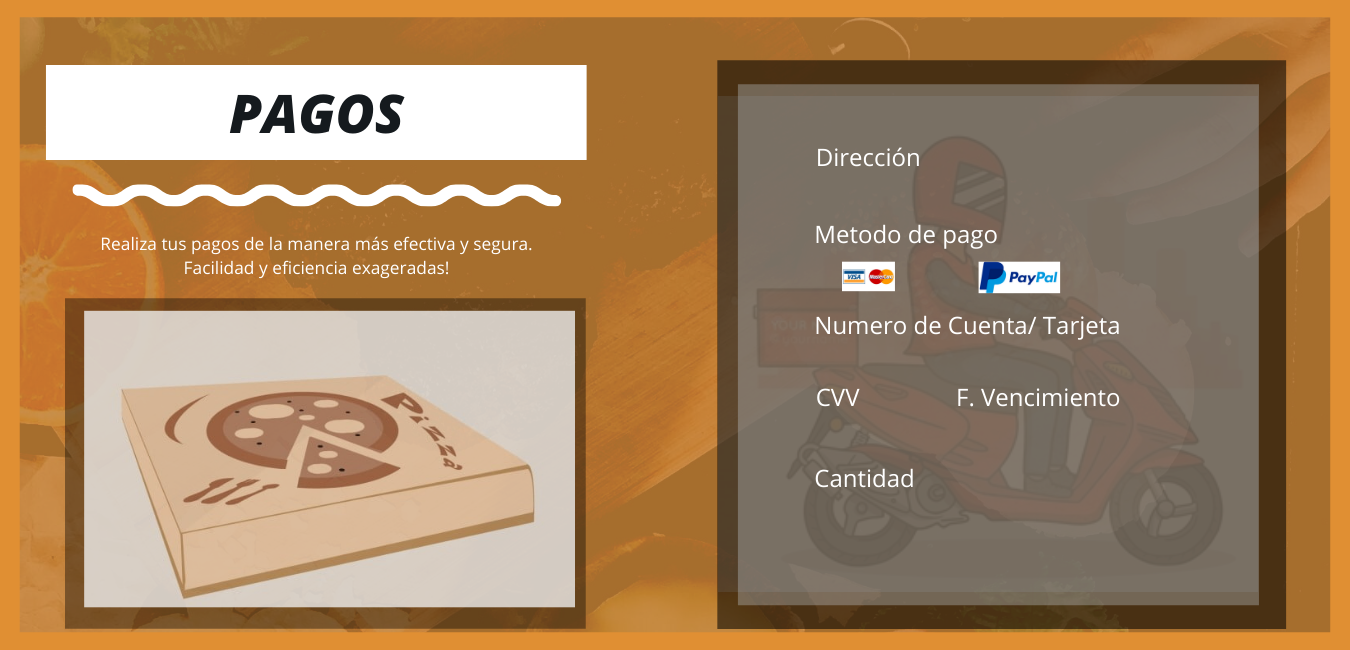 PAGOS
Realiza tus pagos de la manera más efectiva y segura.
Facilidad y eficiencia exageradas!
Pizza
Dirección
Metodo de pago
VISA MasterCard PayPal
Numero de Cuenta/ Tarjeta
YOUR
CVV F. Vencimiento
Cantidad